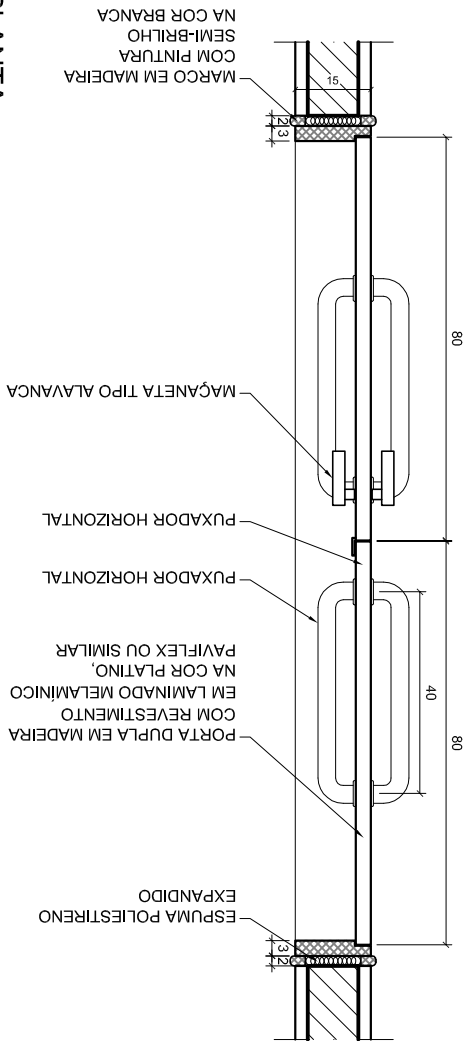 ESPUMA POLIESTIRENO
EXPANDIDO
PORTA DUPLA EM MADEIRA
COM REVESTIMENTO
EM LAMINADO MELAMÍNICO
NA COR PLATINO,
PAVIFLEX OU SIMILAR
PUXADOR HORIZONTAL
PUXADOR HORIZONTAL
MAÇANETA TIPO ALAVANCA
MARCO EM MADEIRA
COM PINTURA
SEMI-BRILHO
NA COR BRANCA
2
3
80
40
80
3
2
15